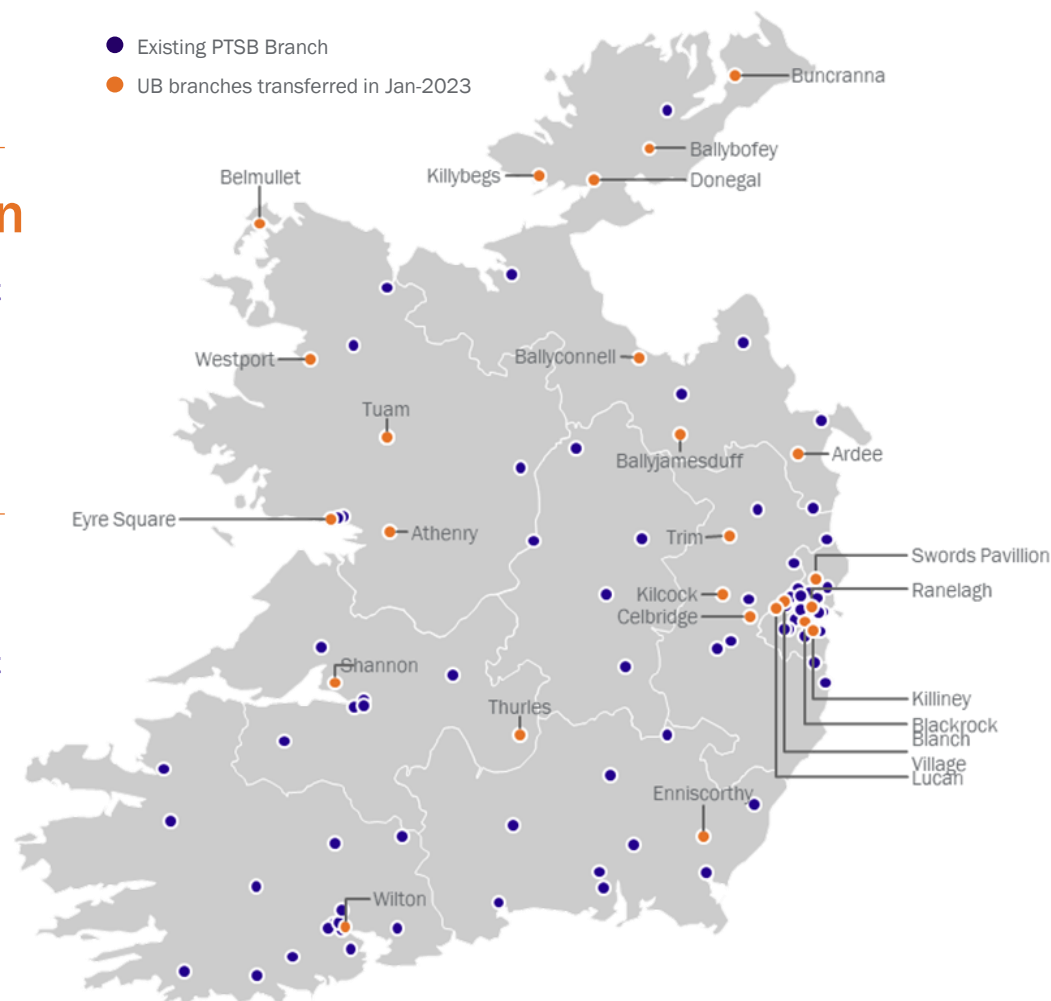 Existing PTSB Branch
UB branches transferred in Jan-2023
Buncranna
Ballybofey
Killybegs
Donegal
Belmullet
n
Westport
Ballyconnell
Tuam
Ballyjamesduff
Ardee
Eyre Square
Athenry
Trim
Swords Pavillion
Kilcock
Ranelagh
Celbridge
Shannon
Killiney
Thurles
Blackrock
Blanch
Village
Lucan
Enniscorthy
Wilton